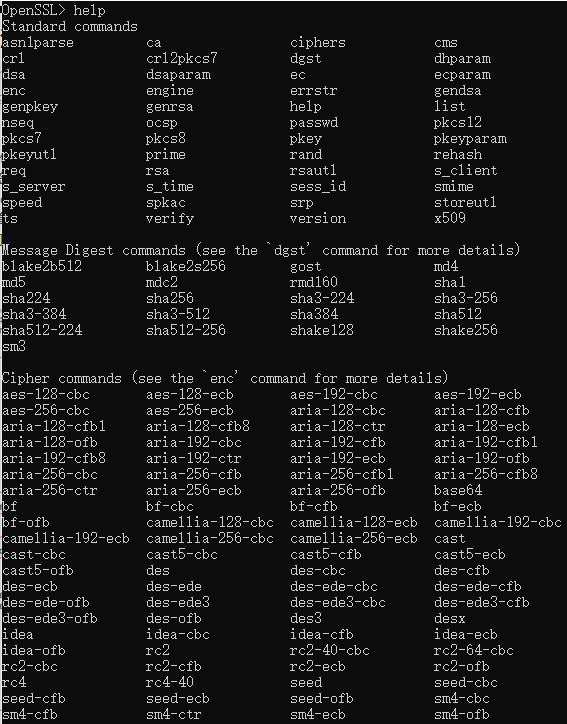 OpenSSL> help
Standard commands
asn1parse ca ciphers cms
crl crl2pkcs7 dgst dhparam
dsa dsaparam ec ecparam
enc engine errstr gendsa
genpkey genrsa help list
nseq ocsp passwd pkcs12
pkcs7 pkcs8 pkey pkeyparam
pkeyutl prime rand rehash
req rsa rsautl s_client
s_server s_time sess_id smime
speed spkac srp storeutl
ts verify version x509
Message Digest commands (see the `dgst' command for more details)
blake2b512 blake2s256 gost md4
md5 mdc2 rmd160 sha1
sha224 sha256 sha3-224 sha3-256
sha3-384 sha3-512 sha384 sha512
sha512-224 sha512-256 shake128 shake256
sm3
Cipher commands (see the `enc' command for more details)
aes-128-cbc aes-128-ecb aes-192-cbc aes-192-ecb
aes-256-cbc aes-256-ecb aria-128-cbc aria-128-cfb
aria-128-cfb1 aria-128-cfb8 aria-128-ctr aria-128-ecb
aria-128-ofb aria-192-cbc aria-192-cfb aria-192-cfb1
aria-192-cfb8 aria-192-ctr aria-192-ecb aria-192-ofb
aria-256-cbc aria-256-cfb aria-256-cfb1 aria-256-cfb8
aria-256-ctr aria-256-ecb aria-256-ofb base64
bf bf-cbc bf-cfb bf-ecb
bf-ofb camellia-128-cbc camellia-128-ecb camellia-192-cbc
camellia-192-ecb camellia-256-cbc camellia-256-ecb cast
cast-cbc cast5-cbc cast5-cfb cast5-ecb
cast5-ofb des des-cbc des-cfb
des-ecb des-ede des-ede-cbc des-ede-cfb
des-ede-ofb des-ede3 des-ede3-cbc des-ede3-cfb
des-ede3-ofb des-ofb des3 desx
idea idea-cbc idea-cfb idea-ecb
idea-ofb rc2 rc2-40-cbc rc2-64-cbc
rc2-cbc rc2-cfb rc2-ecb rc2-ofb
rc4 rc4-40 seed seed-cbc
seed-cfb seed-ecb seed-ofb sm4-cbc
sm4-cfb sm4-ctr sm4-ecb sm4-ofb